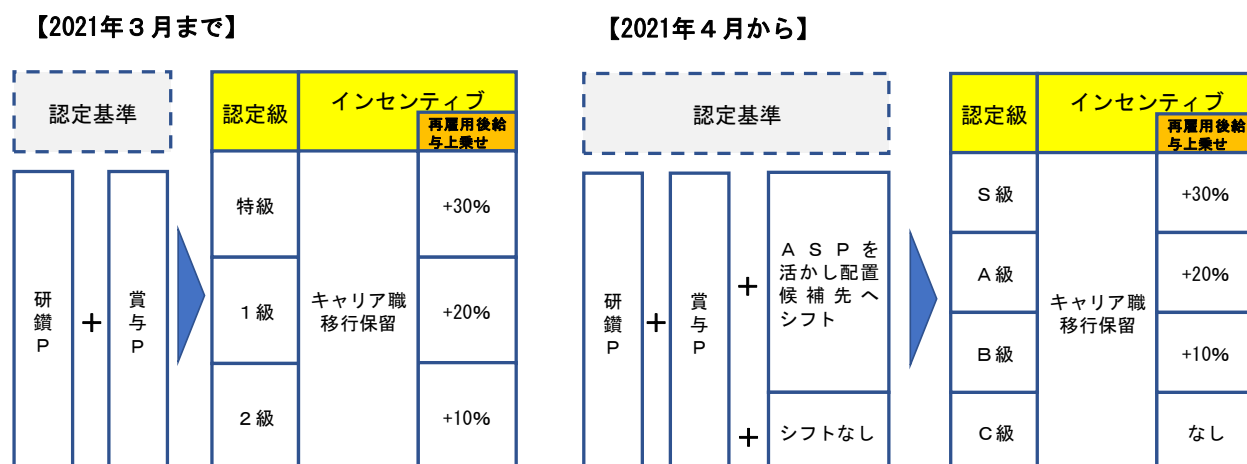 【2021年３月まで】
認定基準
研鑽Ｐ
＋
賞与Ｐ
認定級
インセンティブ
再雇用後給
与上乗せ
特級
+30%
１級
キャリア職
移行保留
+20%
２級
+10%
【2021年４月から】
認定基準
研鑽Ｐ
＋
賞与Ｐ
＋
ＡＳＰを
活かし配置
候補先へ
シフト
＋
シフトなし
認定級
インセンティブ
再雇用後給
与上乗せ
Ｓ級
+30%
Ａ級
+20%
キャリア職
移行保留
Ｂ級
+10%
Ｃ級
なし